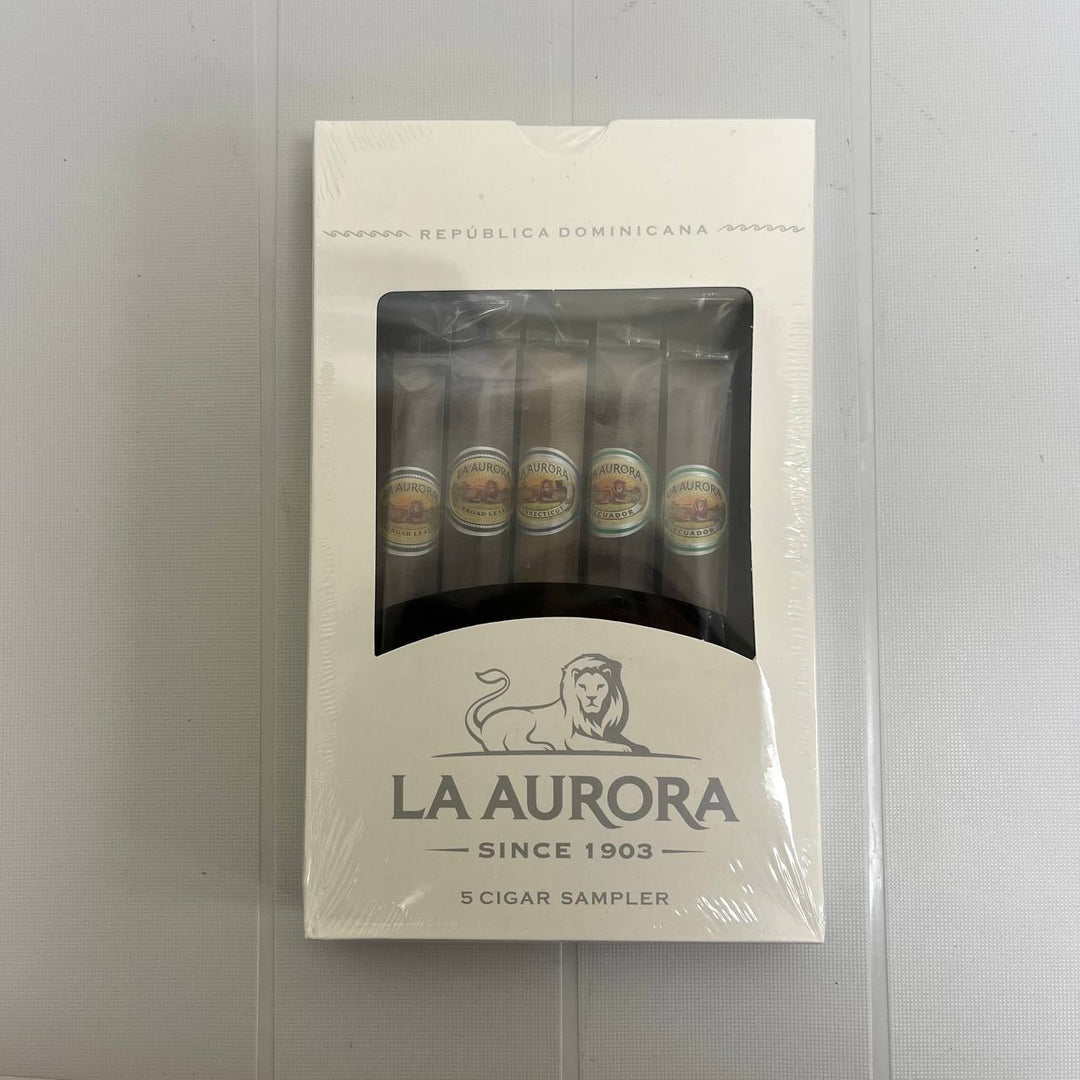 REPÚBLICA DOMINICANA
LA AURORA
BROAD LEAF
LA AURORA
BROAD LEAF
LA AURORA
CONNECTICUT
LA AURORA
ECUADOR
LA AURORA
ECUADOR
LA AURORA
SINCE 1903
5 CIGAR SAMPLER